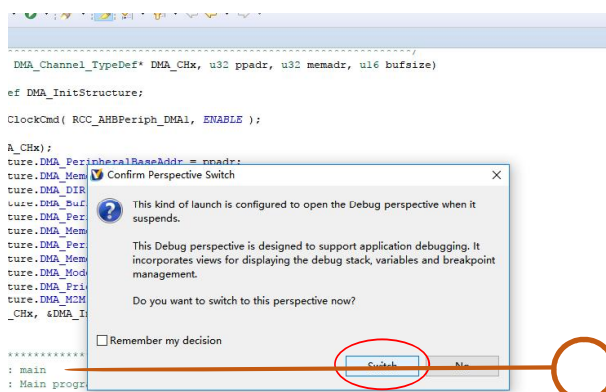 DMA_Channel_TypeDef* DMA_CHx, u32 ppadr, u32 memadr, u16 bufsize)
ef DMA_InitStructure;
ClockCmd( RCC_AHBPeriph_DMA1, ENABLE );
A_CHx);
ture.DMA_PeripheralBaseAddr = ppadr;
ture.DMA_Mem
ture.DMA_DIR
ture.DMA_Buf
ture.DMA_Per
ture.DMA_Mem
ture.DMA_Per
ture.DMA_Mem
ture.DMA_Mod
ture.DMA_Pri
ture.DMA_M2M
_CHx, &DMA_I
************
: main
: Main progr
Confirm Perspective Switch
This kind of launch is configured to open the Debug perspective when it
suspends.
This Debug perspective is designed to support application debugging. It
incorporates views for displaying the debug stack, variables and breakpoint
management.
Do you want to switch to this perspective now?
Remember my decision
Switch
No